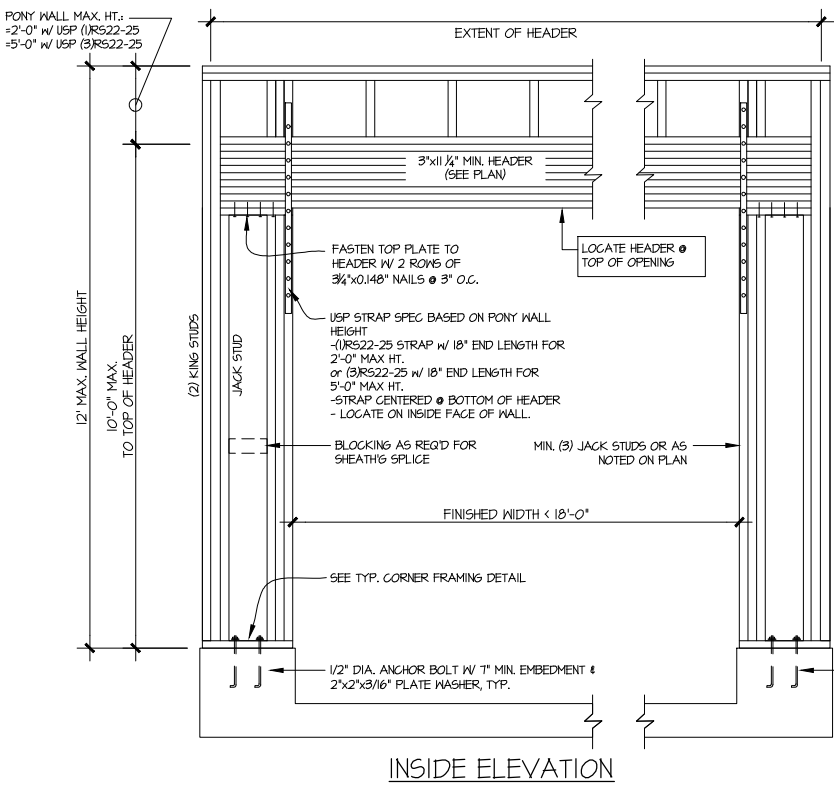 PONY WALL MAX. HT.:
=2'-0" W/ USP (1)RS22-25
=5'-0" W/ USP (3)RS22-25
EXTENT OF HEADER
3"x11 1/4" MIN. HEADER
(SEE PLAN)
FASTEN TOP PLATE TO
HEADER W/ 2 ROWS OF
3 1/4"x0.148" NAILS @ 3" O.C.
LOCATE HEADER @
TOP OF OPENING
USP STRAP SPEC BASED ON PONY WALL
HEIGHT
-(1)RS22-25 STRAP W/ 18" END LENGTH FOR
2'-0" MAX HT.
or (3)RS22-25 W/ 18" END LENGTH FOR
5'-0" MAX HT.
-STRAP CENTERED @ BOTTOM OF HEADER
- LOCATE ON INSIDE FACE OF WALL.
12' MAX. WALL HEIGHT
10'-0" MAX.
TO TOP OF HEADER
(2) KING STUDS
JACK STUD
BLOCKING AS REQ'D FOR
SHEATH'G SPLICE
MIN. (3) JACK STUDS OR AS
NOTED ON PLAN
FINISHED WIDTH < 18'-0"
SEE TYP. CORNER FRAMING DETAIL
1/2" DIA. ANCHOR BOLT W/ 7" MIN. EMBEDMENT &
2"x2"x3/16" PLATE WASHER, TYP.
INSIDE ELEVATION